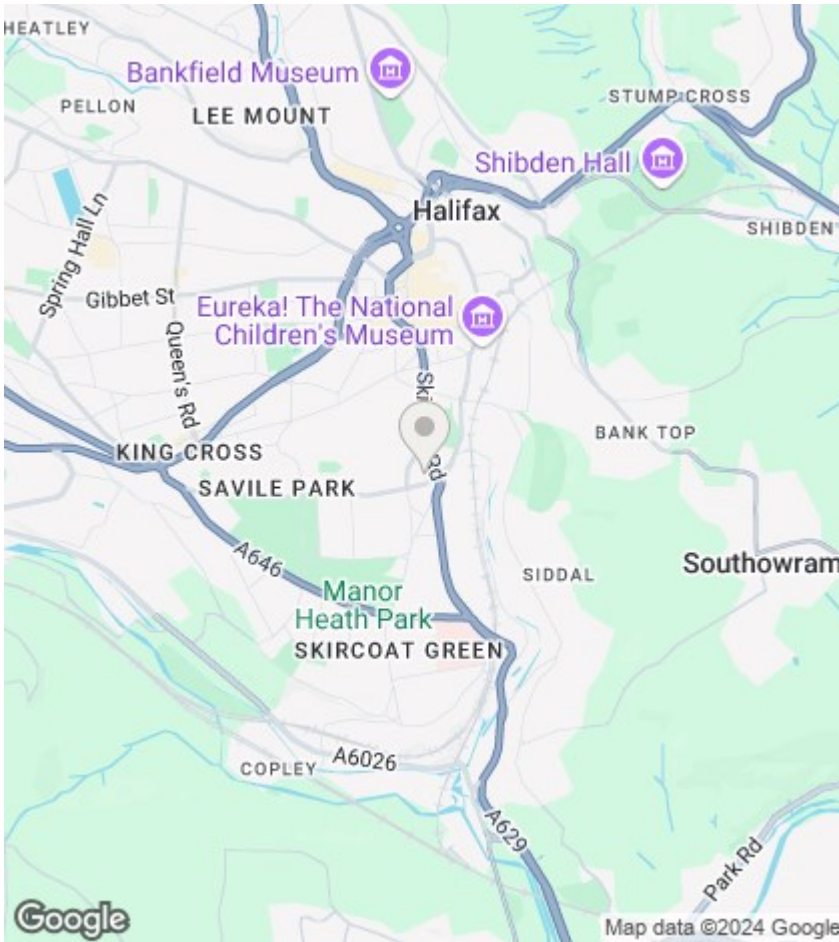 HEATLEY
Bankfield Museum
PELLON
LEE MOUNT
STUMP CROSS
Shibden Hall
Halifax
SHIBDEN
Spring Hall Ln
Gibbet St
Eureka! The National
Children's Museum
Queen's Rd
Ski
Rd
BANK TOP
KING CROSS
SAVILE PARK
A646
SIDDAL
Southowram
Manor
Heath Park
SKIRCOAT GREEN
A6026
COPLEY
A629
Park Rd
Google
Map data ©2024 Google